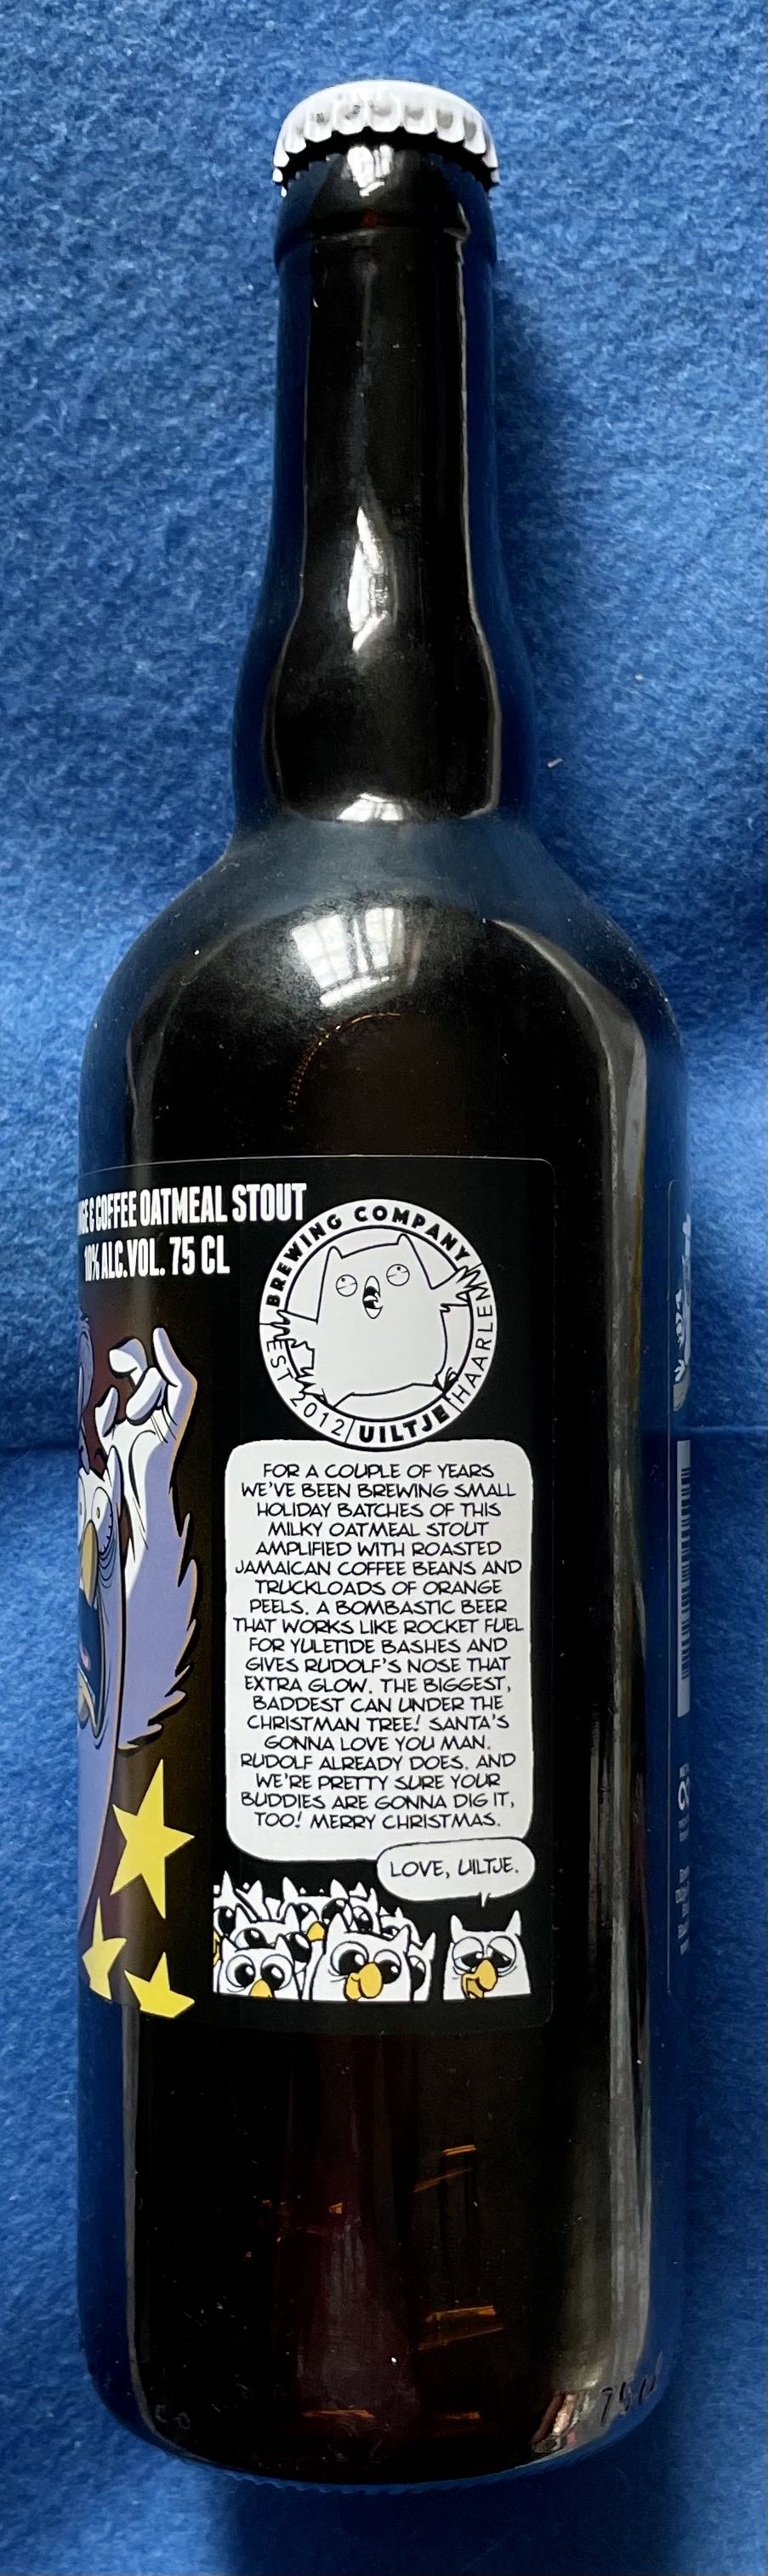 & COFFEE OATMEAL STOUT
10% ALC.VOL. 75 CL
BREWING COMPANY
EST 2012 | UILTJE | HAARLEM
FOR A COUPLE OF YEARS
WE'VE BEEN BREWING SMALL
HOLIDAY BATCHES OF THIS
MILKY OATMEAL STOUT
AMPLIFIED WITH ROASTED
JAMAICAN COFFEE BEANS AND
TRUCKLOADS OF ORANGE
PEELS. A BOMBASTIC BEER
THAT WORKS LIKE ROCKET FUEL
FOR YULETIDE BASHES AND
GIVES RUDOLF'S NOSE THAT
EXTRA GLOW. THE BIGGEST,
BADDEST CAN UNDER THE
CHRISTMAN TREE! SANTA'S
GONNA LOVE YOU MAN.
RUDOLF ALREADY DOES. AND
WE'RE PRETTY SURE YOUR
BUDDIES ARE GONNA DIG IT,
TOO! MERRY CHRISTMAS.
LOVE, UILTJE.
75cl